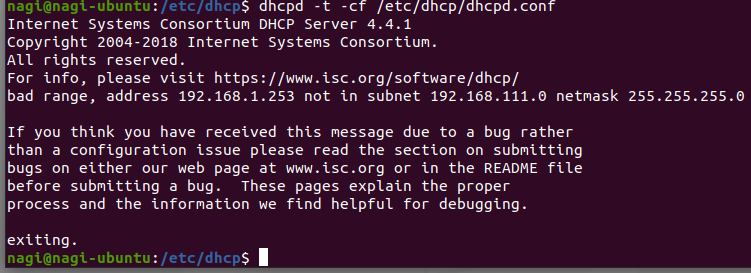 nagi@nagi-ubuntu:/etc/dhcp$ dhcpd -t -cf /etc/dhcp/dhcpd.conf
Internet Systems Consortium DHCP Server 4.4.1
Copyright 2004-2018 Internet Systems Consortium.
All rights reserved.
For info, please visit https://www.isc.org/software/dhcp/
bad range, address 192.168.1.253 not in subnet 192.168.111.0 netmask 255.255.255.0
If you think you have received this message due to a bug rather
than a configuration issue please read the section on submitting
bugs on either our web page at www.isc.org or in the README file
before submitting a bug.  These pages explain the proper
process and the information we find helpful for debugging.
exiting.
nagi@nagi-ubuntu:/etc/dhcp$